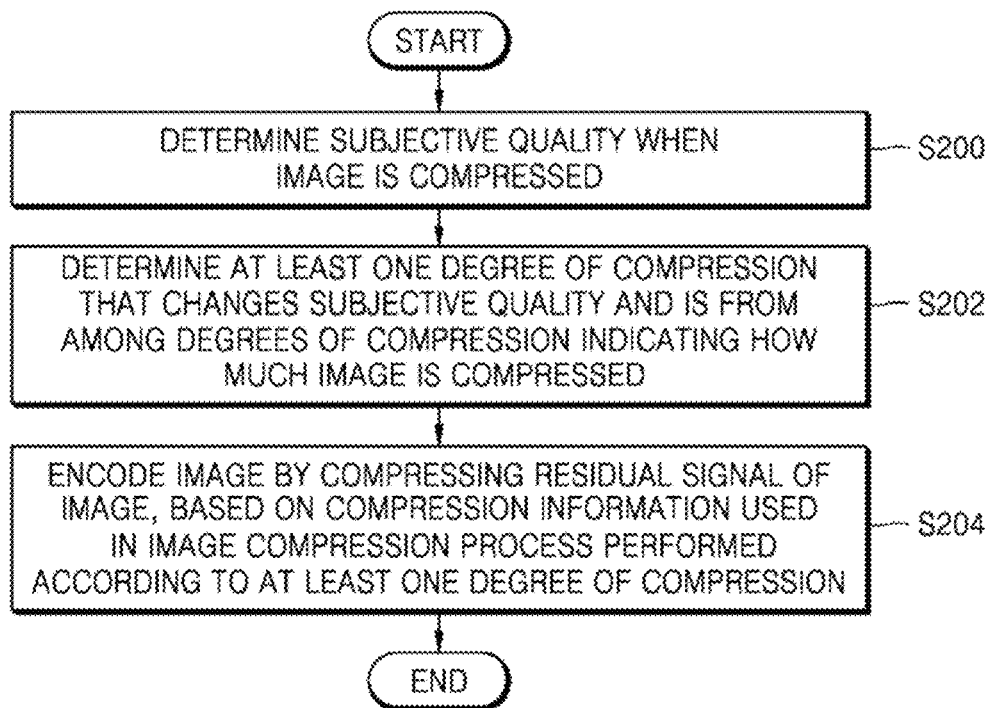 START
DETERMINE SUBJECTIVE QUALITY WHEN
IMAGE IS COMPRESSED
S200
DETERMINE AT LEAST ONE DEGREE OF COMPRESSION
THAT CHANGES SUBJECTIVE QUALITY AND IS FROM
AMONG DEGREES OF COMPRESSION INDICATING HOW
MUCH IMAGE IS COMPRESSED
S202
ENCODE IMAGE BY COMPRESSING RESIDUAL SIGNAL OF
IMAGE, BASED ON COMPRESSION INFORMATION USED
IN IMAGE COMPRESSION PROCESS PERFORMED
ACCORDING TO AT LEAST ONE DEGREE OF COMPRESSION
S204
END